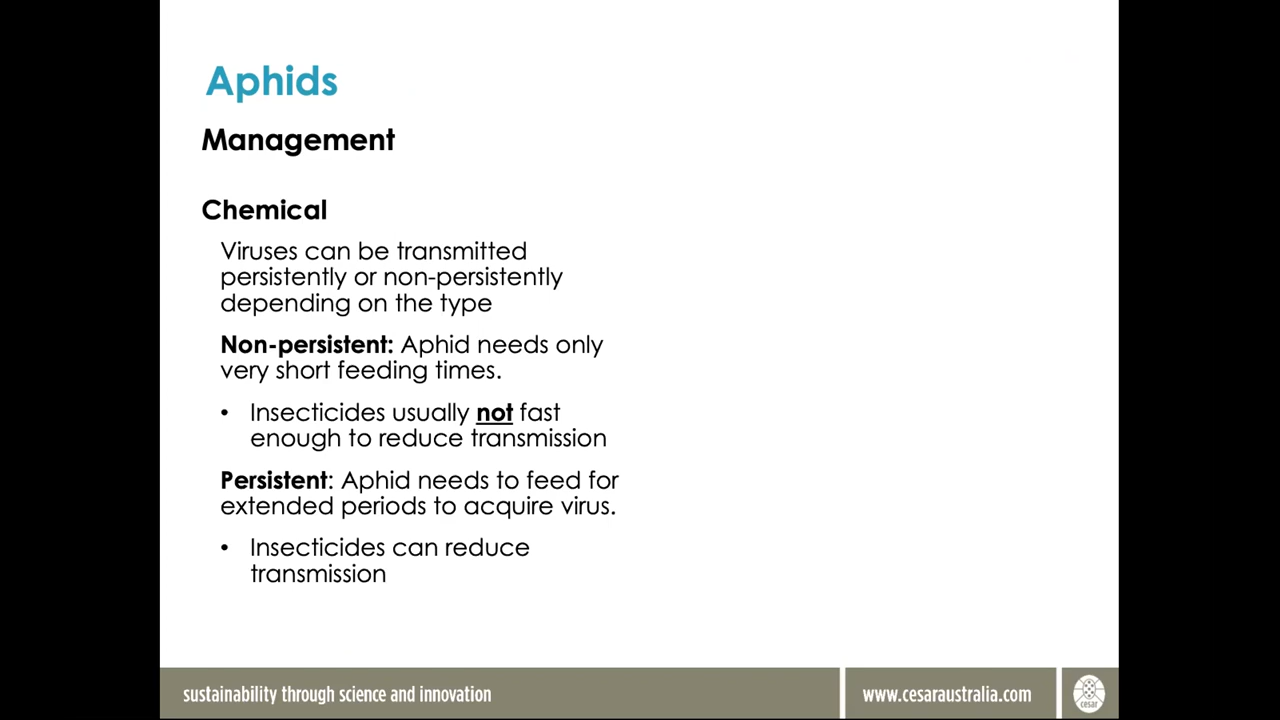 Aphids
Management
Chemical
Viruses can be transmitted
persistently or non-persistently
depending on the type
Non-persistent: Aphid needs only
very short feeding times.
• Insecticides usually not fast
enough to reduce transmission
Persistent: Aphid needs to feed for
extended periods to acquire virus.
• Insecticides can reduce
transmission
sustainability through science and innovation
www.cesaraustralia.com
cesar